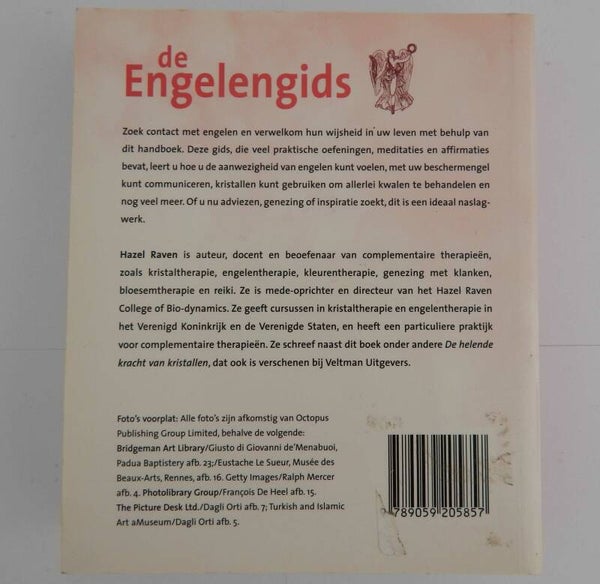 de
Engelengids
Zoek contact met engelen en verwelkom hun wijsheid in uw leven met behulp van
dit handboek. Deze gids, die veel praktische oefeningen, meditaties en affirmaties
bevat, leert u hoe u de aanwezigheid van engelen kunt voelen, met uw beschermengel
kunt communiceren, kristallen kunt gebruiken om allerlei kwalen te behandelen en
nog veel meer. Of u nu adviezen, genezing of inspiratie zoekt, dit is een ideaal naslag-
werk.
Hazel Raven is auteur, docent en beoefenaar van complementaire therapieën,
zoals kristaltherapie, engelentherapie, kleurentherapie, genezing met klanken,
bloesemtherapie en reiki. Ze is mede-oprichter en directeur van het Hazel Raven
College of Bio-dynamics. Ze geeft cursussen in kristaltherapie en engelentherapie in
het Verenigd Koninkrijk en de Verenigde Staten, en heeft een particuliere praktijk
voor complementaire therapieën. Ze schreef naast dit boek onder andere De helende
kracht van kristallen, dat ook is verschenen bij Veltman Uitgevers.
Foto's voorplat: Alle foto's zijn afkomstig van Octopus
Publishing Group Limited, behalve de volgende:
Bridgeman Art Library/Giusto di Giovanni de'Menabuoi,
Padua Baptistery afb. 23;/Eustache Le Sueur, Musée des
Beaux-Arts, Rennes, afb. 16. Getty Images/Ralph Mercer
afb. 4. Photolibrary Group/François De Heel afb. 15.
The Picture Desk Ltd./Dagli Orti afb. 7; Turkish and Islamic
Art aMuseum/Dagli Orti afb. 5.
789059 205857